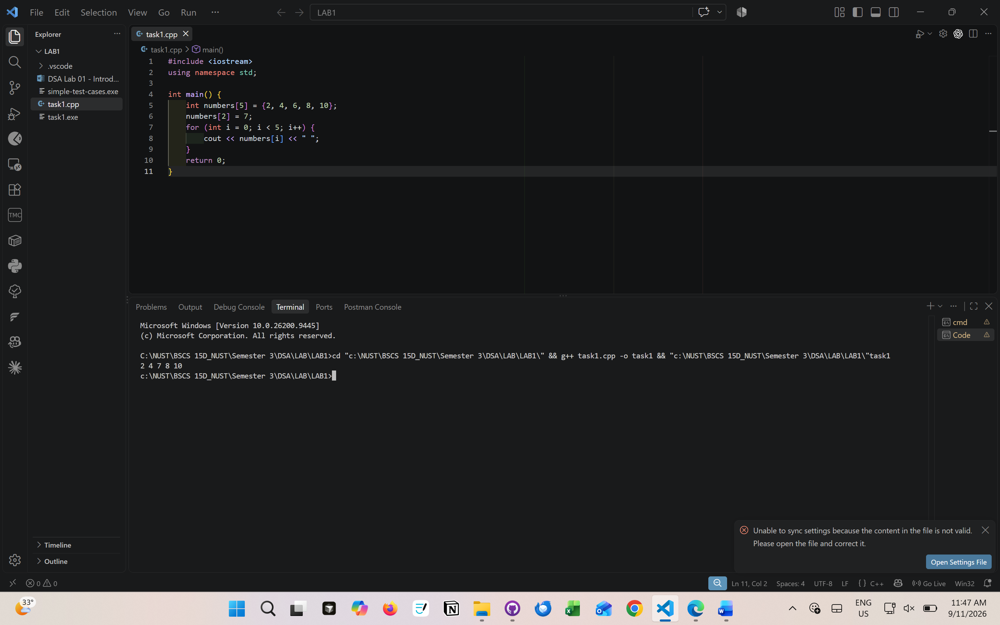 File Edit Selection View Go Run ··· LAB1
Explorer ···
LAB1
.vscode
DSA Lab 01 - Introd...
simple-test-cases.exe
task1.cpp
task1.exe
TMC
Timeline
Outline
task1.cpp
task1.cpp > main()
1 #include <iostream>
2 using namespace std;
3
4 int main() {
5     int numbers[5] = {2, 4, 6, 8, 10};
6     numbers[2] = 7;
7     for (int i = 0; i < 5; i++) {
8         cout << numbers[i] << " ";
9     }
10     return 0;
11 }
Problems Output Debug Console Terminal Ports Postman Console
Microsoft Windows [Version 10.0.26200.9445]
(c) Microsoft Corporation. All rights reserved.
C:\NUST\BSCS 15D_NUST\Semester 3\DSA\LAB\LAB1>cd "c:\NUST\BSCS 15D_NUST\Semester 3\DSA\LAB\LAB1\" && g++ task1.cpp -o task1 && "c:\NUST\BSCS 15D_NUST\Semester 3\DSA\LAB\LAB1\"task1
2 4 7 8 10
c:\NUST\BSCS 15D_NUST\Semester 3\DSA\LAB\LAB1>
cmd
Code
Unable to sync settings because the content in the file is not valid.
Please open the file and correct it.
Open Settings File
0 0
Ln 11, Col 2 Spaces: 4 UTF-8 LF {} C++ Go Live Win32
33°
ENG
US
11:47 AM
9/11/2026